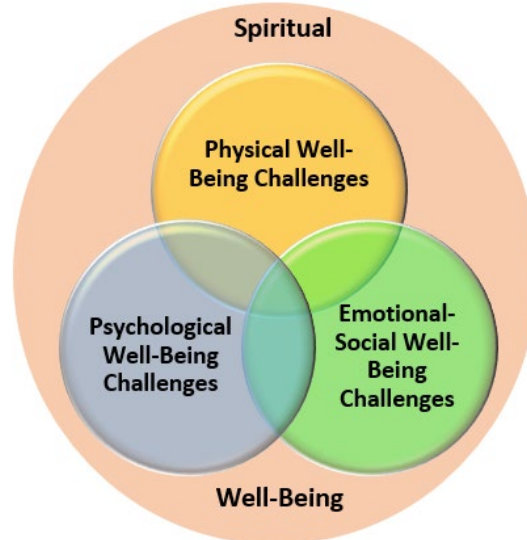 Spiritual
Physical Well-
Being Challenges
Psychological
Well-Being
Challenges
Emotional-
Social Well-
Being
Challenges
Well-Being